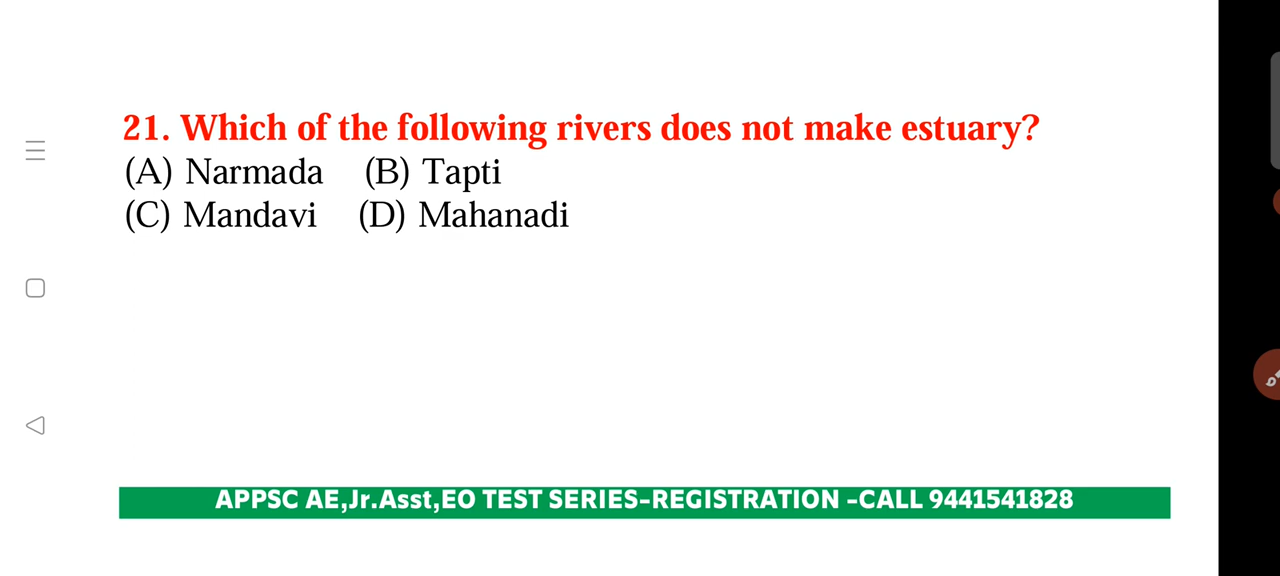 21. Which of the following rivers does not make estuary?
(A) Narmada (B) Tapti
(C) Mandavi (D) Mahanadi
APPSC AE,Jr.Asst,EO TEST SERIES-REGISTRATION -CALL 9441541828